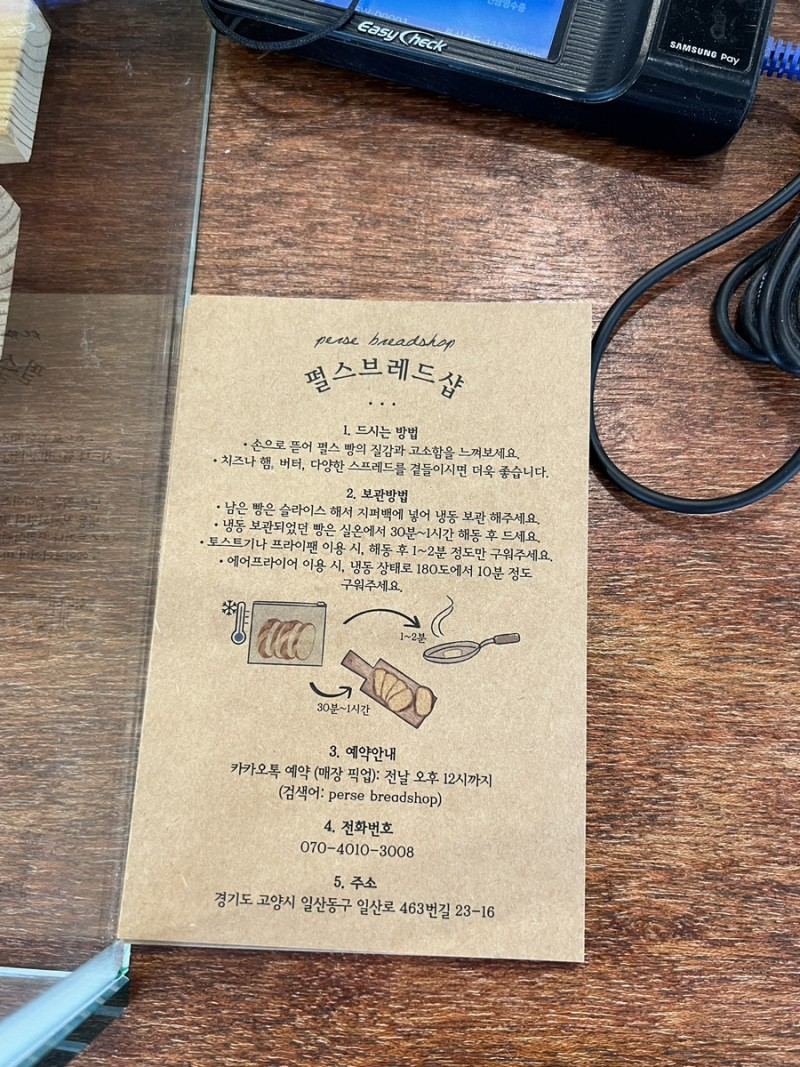 Easy Check
SAMSUNG Pay
perse breadshop
펄스브레드샵
...
1. 드시는 방법
• 손으로 뜯어 펄스 빵의 질감과 고소함을 느껴보세요.
• 치즈나 햄, 버터, 다양한 스프레드를 곁들이시면 더욱 좋습니다.
2. 보관방법
• 남은 빵은 슬라이스 해서 지퍼백에 넣어 냉동 보관 해주세요.
• 냉동 보관되었던 빵은 실온에서 30분~1시간 해동 후 드세요.
• 토스트기나 프라이팬 이용 시, 해동 후 1~2분 정도만 구워주세요.
• 에어프라이어 이용 시, 냉동 상태로 180도에서 10분 정도
구워주세요.
1~2분
30분~1시간
3. 예약안내
카카오톡 예약 (매장 픽업): 전날 오후 12시까지
(검색어: perse breadshop)
4. 전화번호
070-4010-3008
5. 주소
경기도 고양시 일산동구 일산로 463번길 23-16